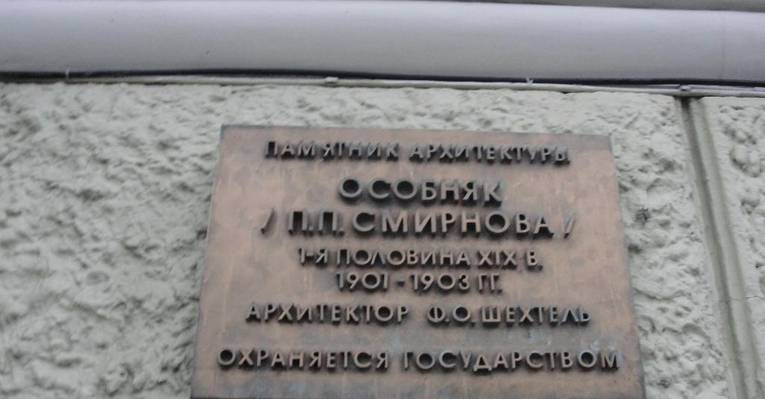 ПАМЯТНИК АРХИТЕКТУРЫ
ОСОБНЯК
/ П.П. СМИРНОВА /
1-Я ПОЛОВИНА XIX В.
1901 - 1903 ГГ.
АРХИТЕКТОР Ф.О. ШЕХТЕЛЬ
ОХРАНЯЕТСЯ ГОСУДАРСТВОМ